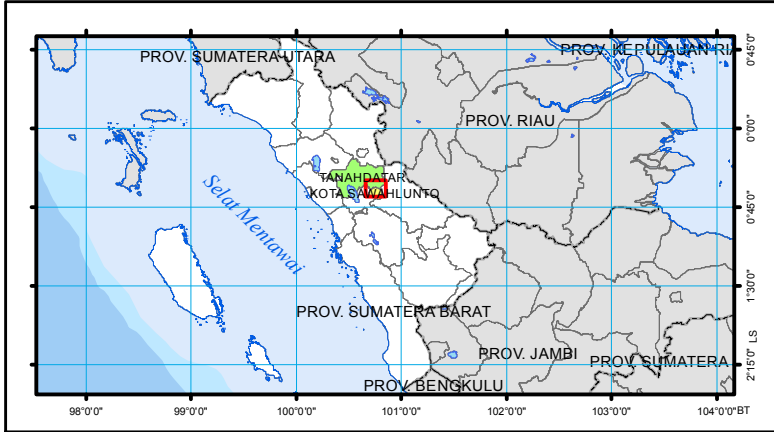 PROV. SUMATERA UTARA
PROV. KEPULAUAN RIA
0°45'0"
PROV. RIAU
0°0'0"
TANAHDATAR
KOTA SAWAHLUNTO
0°45'0"
Selat Mentawai
1°30'0"
PROV. SUMATERA BARAT
PROV. JAMBI
PROV. SUMATERA
2°15'0" LS
PROV. BENGKULU
98°0'0" 99°0'0" 100°0'0" 101°0'0" 102°0'0" 103°0'0" 104°0'0" BT